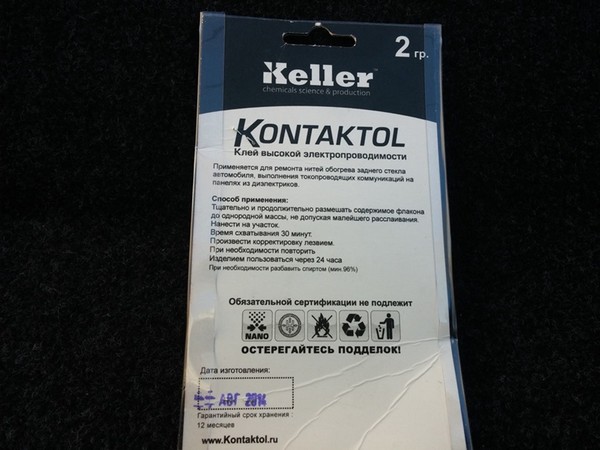 2 гр.
Keller
chemicals science & production
KONTAKTOL
Клей высокой электропроводимости
Применяется для ремонта нитей обогрева заднего стекла
автомобиля, выполнения токопроводящих коммуникаций на
панелях из диэлектриков.
Способ применения:
Тщательно и продолжительно размешать содержимое флакона
до однородной массы, не допуская малейшего расслаивания.
Нанести на участок.
Время схватывания 30 минут.
Произвести корректировку лезвием.
При необходимости повторить
Изделием пользоваться через 24 часа
При необходимости разбавить спиртом (мин.96%)
Обязательной сертификации не подлежит
NANO
ОСТЕРЕГАЙТЕСЬ ПОДДЕЛОК!
Дата изготовления:
АВГ 2014
Гарантийный срок хранения :
12 месяцев
www.Kontaktol.ru